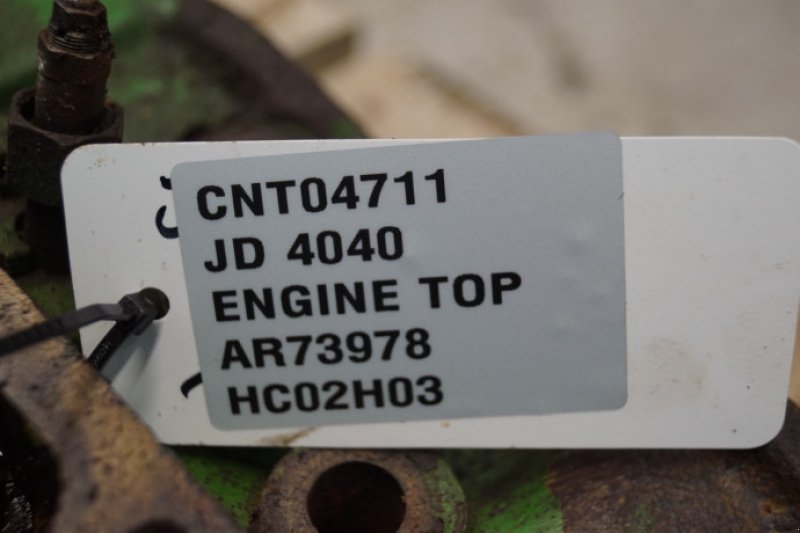 CNT04711
JD 4040
ENGINE TOP
AR73978
HC02H03